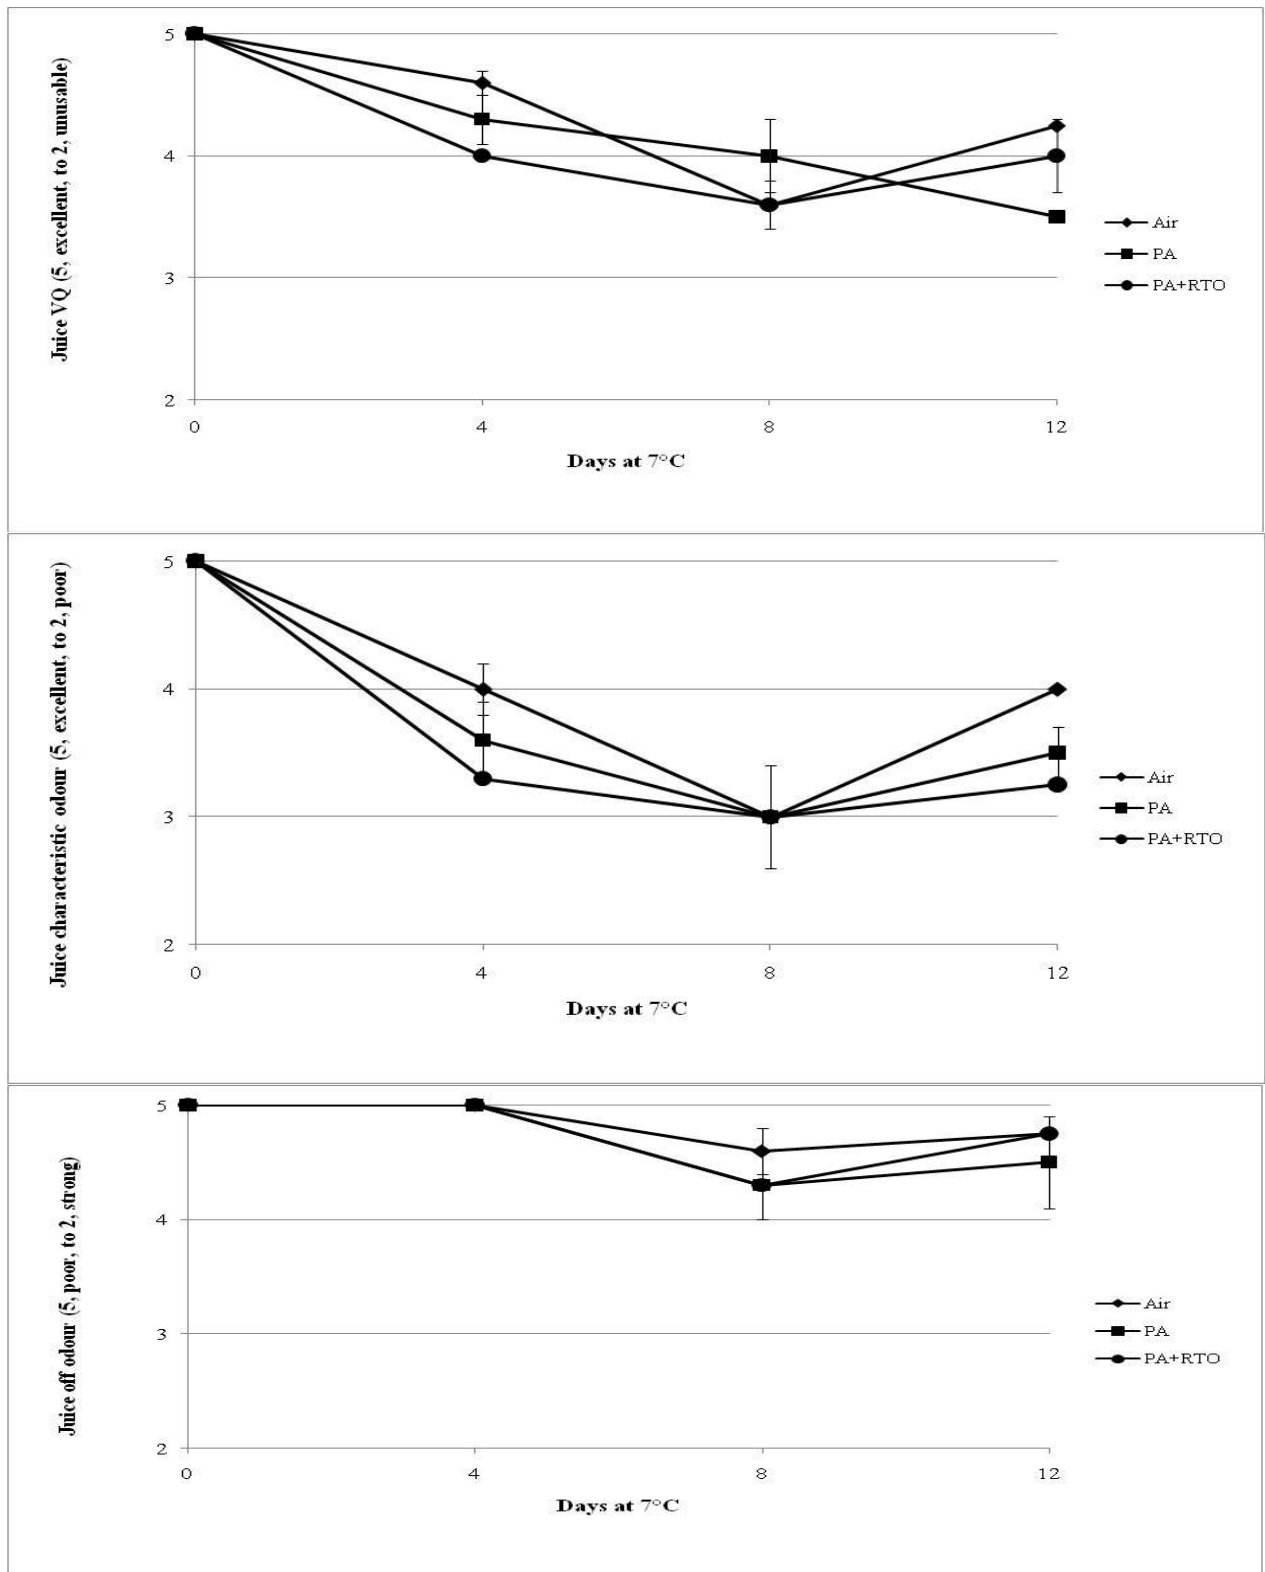 Juice VQ (5, excellent, to 2, unusable)
5
4
3
2
0 4 8 12
Days at 7°C
Air
PA
PA+RTO
Juice characteristic odour (5, excellent, to 2, poor)
5
4
3
2
0 4 8 12
Days at 7°C
Air
PA
PA+RTO
Juice off odour (5, poor, to 2, strong)
5
4
3
2
0 4 8 12
Days at 7°C
Air
PA
PA+RTO